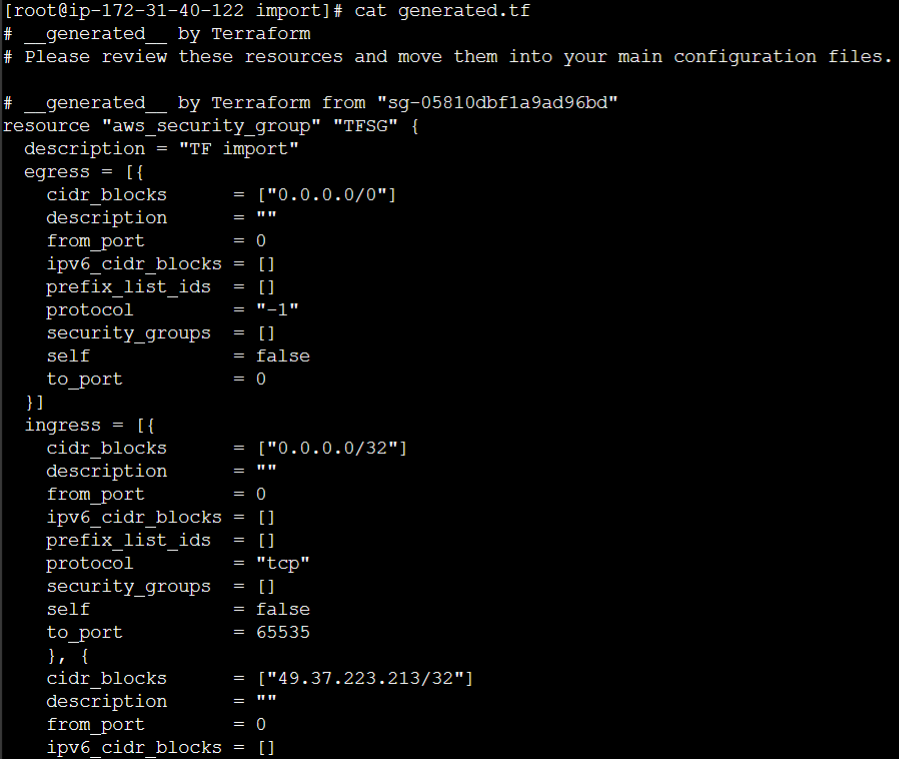 [root@ip-172-31-40-122 import]# cat generated.tf
# __generated__ by Terraform
# Please review these resources and move them into your main configuration files.

# __generated__ by Terraform from "sg-05810dbf1a9ad96bd"
resource "aws_security_group" "TFSG" {
  description = "TF import"
  egress = [{
    cidr_blocks      = ["0.0.0.0/0"]
    description      = ""
    from_port        = 0
    ipv6_cidr_blocks = []
    prefix_list_ids  = []
    protocol         = "-1"
    security_groups  = []
    self             = false
    to_port          = 0
  }]
  ingress = [{
    cidr_blocks      = ["0.0.0.0/32"]
    description      = ""
    from_port        = 0
    ipv6_cidr_blocks = []
    prefix_list_ids  = []
    protocol         = "tcp"
    security_groups  = []
    self             = false
    to_port          = 65535
    }, {
    cidr_blocks      = ["49.37.223.213/32"]
    description      = ""
    from_port        = 0
    ipv6_cidr_blocks = []